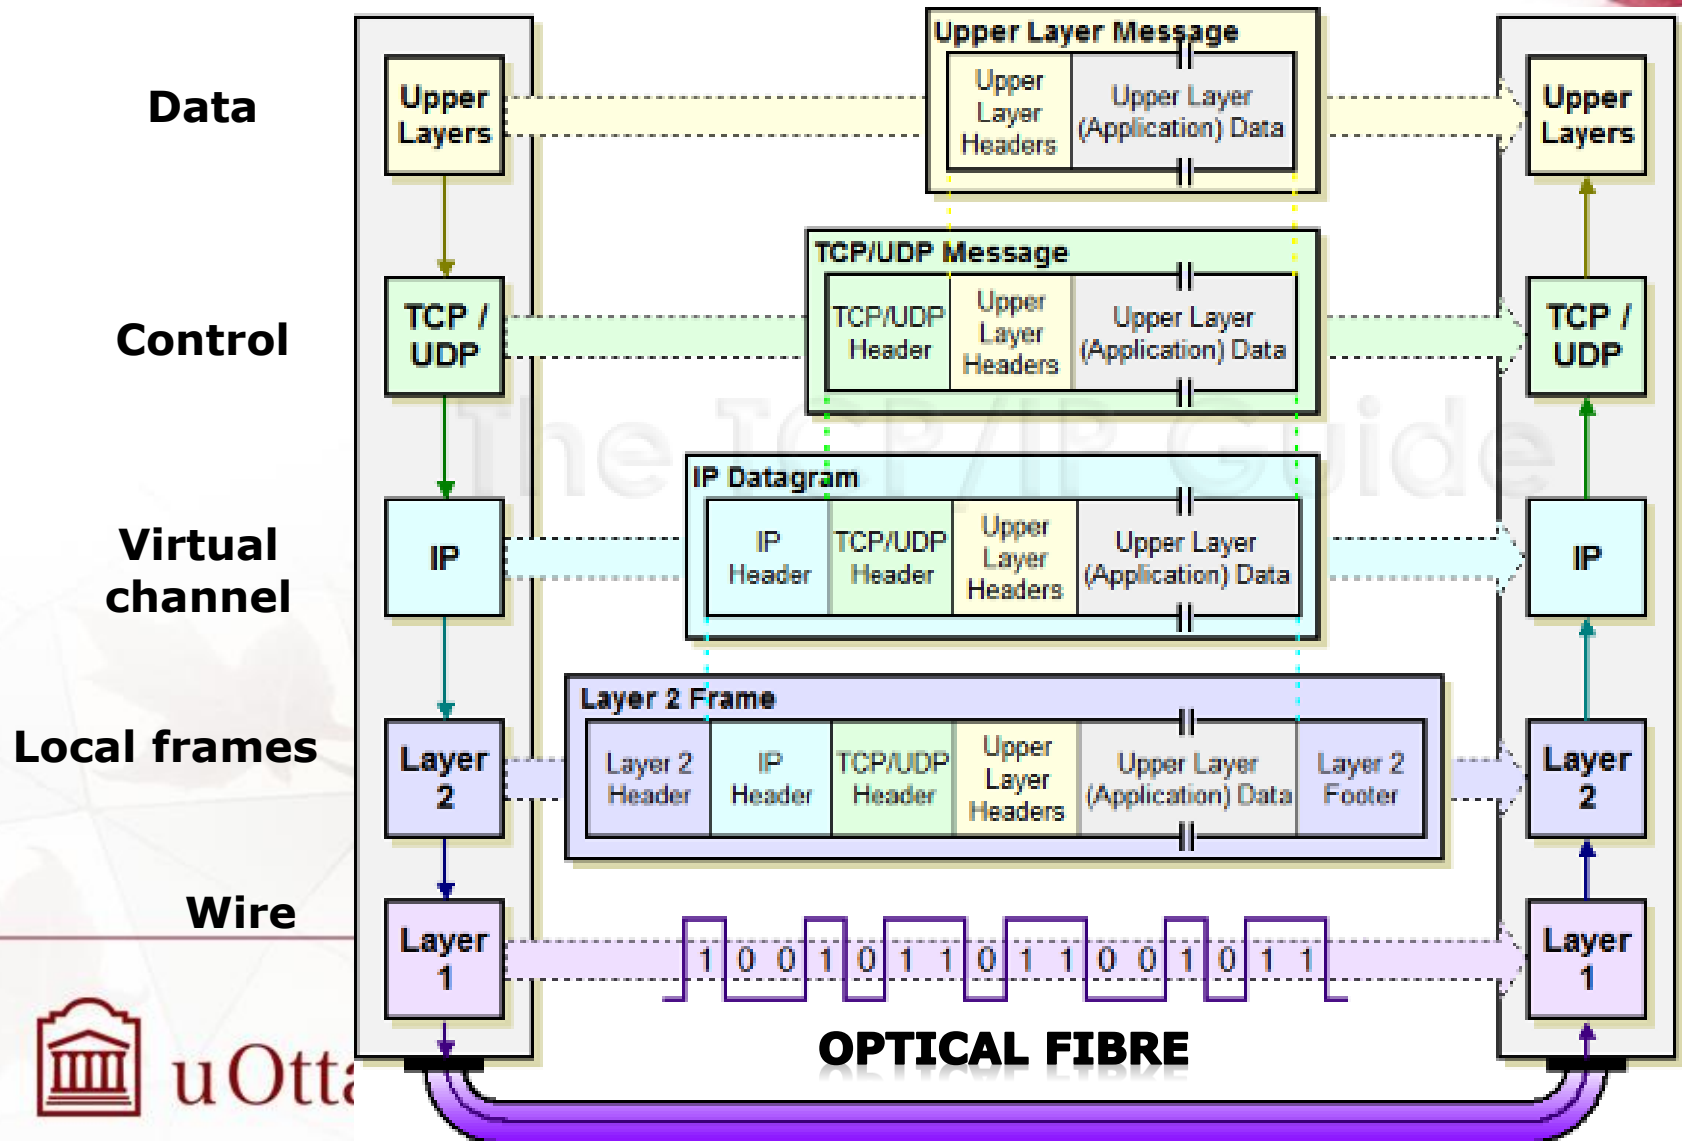 Data
Upper
Layers
Upper Layer Message
Upper
Layer
Headers
Upper Layer
(Application) Data
Upper
Layers
Control
TCP /
UDP
TCP/UDP Message
TCP/UDP
Header
Upper
Layer
Headers
Upper Layer
(Application) Data
TCP /
UDP
The TCP/IP Guide
Virtual
channel
IP
IP Datagram
IP
Header
TCP/UDP
Header
Upper
Layer
Headers
Upper Layer
(Application) Data
IP
Local frames
Layer
2
Layer 2 Frame
Layer 2
Header
IP
Header
TCP/UDP
Header
Upper
Layer
Headers
Upper Layer
(Application) Data
Layer 2
Footer
Layer
2
Wire
Layer
1
1 0 0 1 0 1 1 0 1 1 0 0 1 0 1 1
Layer
1
OPTICAL FIBRE
uOtta